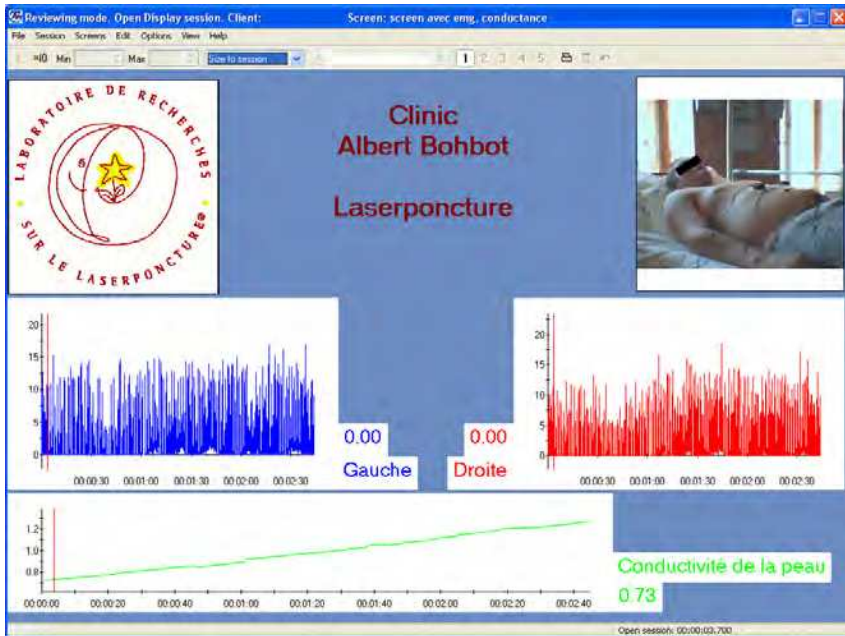 Reviewing mode. Open Display session. Client: Screen: screen avec emg, conductance
File Session Screens Edit Options View Help
Min Max Size to session 1 2 3 4 5
LABORATOIRE DE RECHERCHES
SUR LE LASERPONCTURE®
Clinic
Albert Bohbot
Laserponcture
20
15
10
5
0
00:00:30 00:01:00 00:01:30 00:02:00 00:02:30
0.00
Gauche
0.00
Droite
20
15
10
5
0
00:00:30 00:01:00 00:01:30 00:02:00 00:02:30
1.2
1.0
0.8
00:00:00 00:00:20 00:00:40 00:01:00 00:01:20 00:01:40 00:02:00 00:02:20 00:02:40
Conductivité de la peau
0.73
Open session: 00:00:03.700